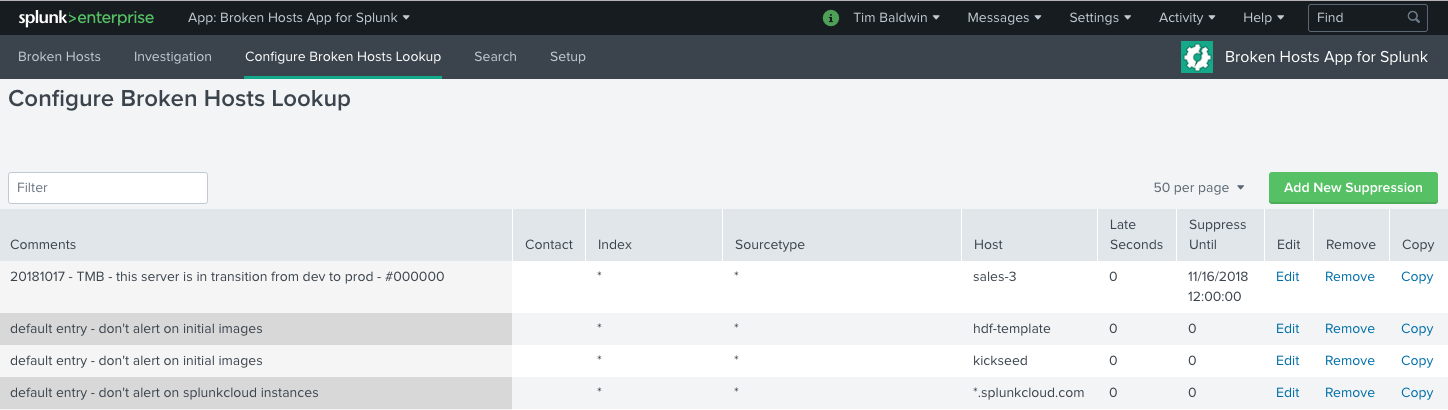 splunk>enterprise App: Broken Hosts App for Splunk i Tim Baldwin Messages Settings Activity Help Find
Broken Hosts Investigation Configure Broken Hosts Lookup Search Setup Broken Hosts App for Splunk
Configure Broken Hosts Lookup
Filter 50 per page Add New Suppression
Comments Contact Index Sourcetype Host Late Seconds Suppress Until Edit Remove Copy
20181017 - TMB - this server is in transition from dev to prod - #000000 * * sales-3 0 11/16/2018 12:00:00 Edit Remove Copy
default entry - don't alert on initial images * * hdf-template 0 0 Edit Remove Copy
default entry - don't alert on initial images * * kickseed 0 0 Edit Remove Copy
default entry - don't alert on splunkcloud instances * * *.splunkcloud.com 0 0 Edit Remove Copy